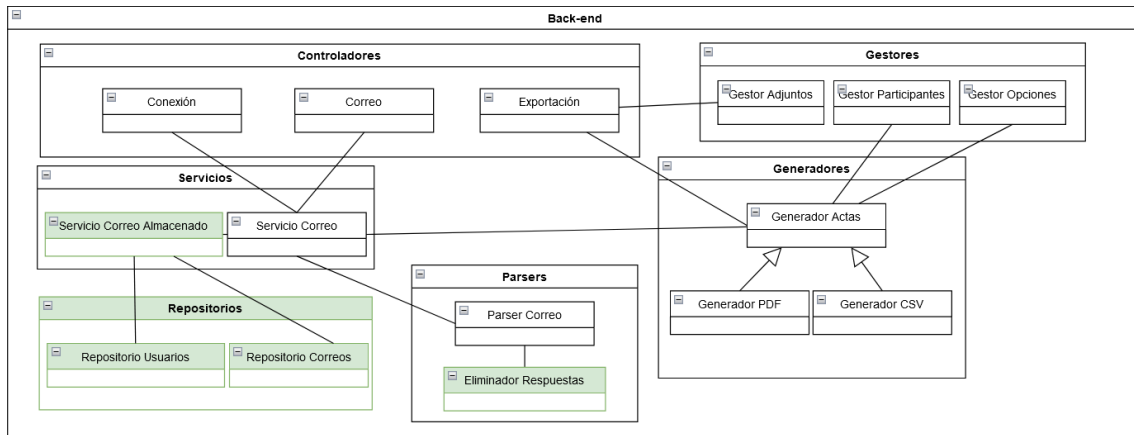 Back-end
Controladores
Conexión
Correo
Exportación
Gestores
Gestor Adjuntos
Gestor Participantes
Gestor Opciones
Servicios
Servicio Correo Almacenado
Servicio Correo
Generadores
Generador Actas
Generador PDF
Generador CSV
Parsers
Parser Correo
Eliminador Respuestas
Repositorios
Repositorio Usuarios
Repositorio Correos